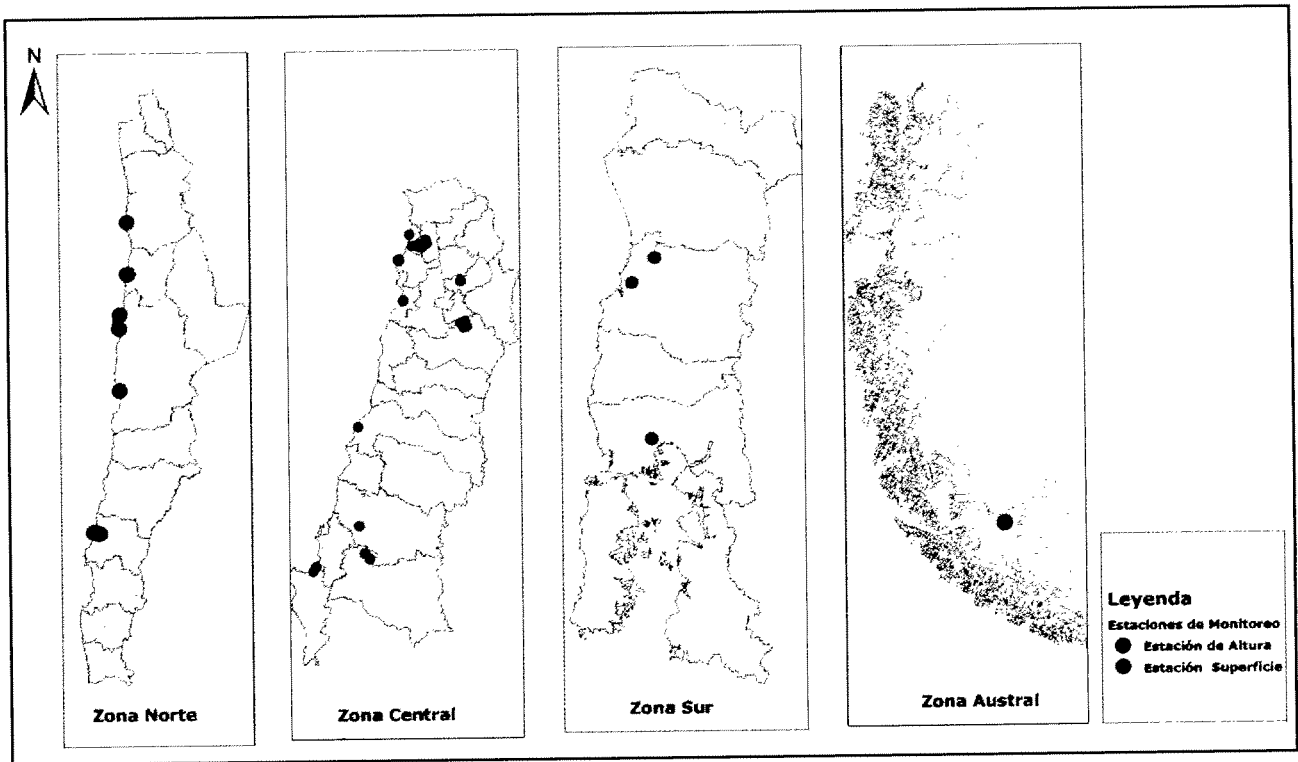 N
Zona Norte
Zona Central
Zona Sur
Zona Austral
Leyenda
Estaciones de Monitoreo
Estación de Altura
Estación Superficie